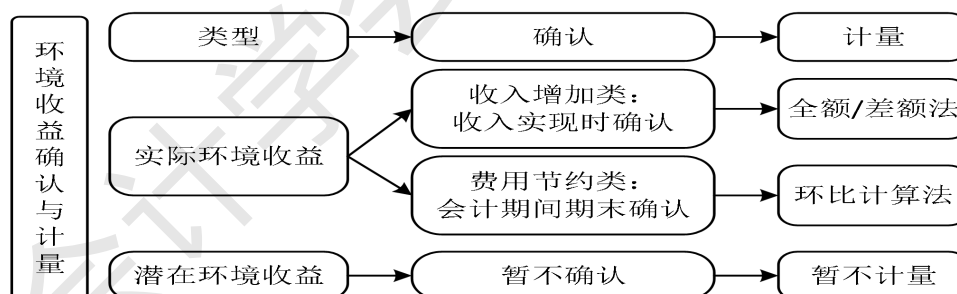 环境收益确认与计量
类型
确认
计量
实际环境收益
收入增加类：
收入实现时确认
全额/差额法
费用节约类：
会计期间期末确认
环比计算法
潜在环境收益
暂不确认
暂不计量